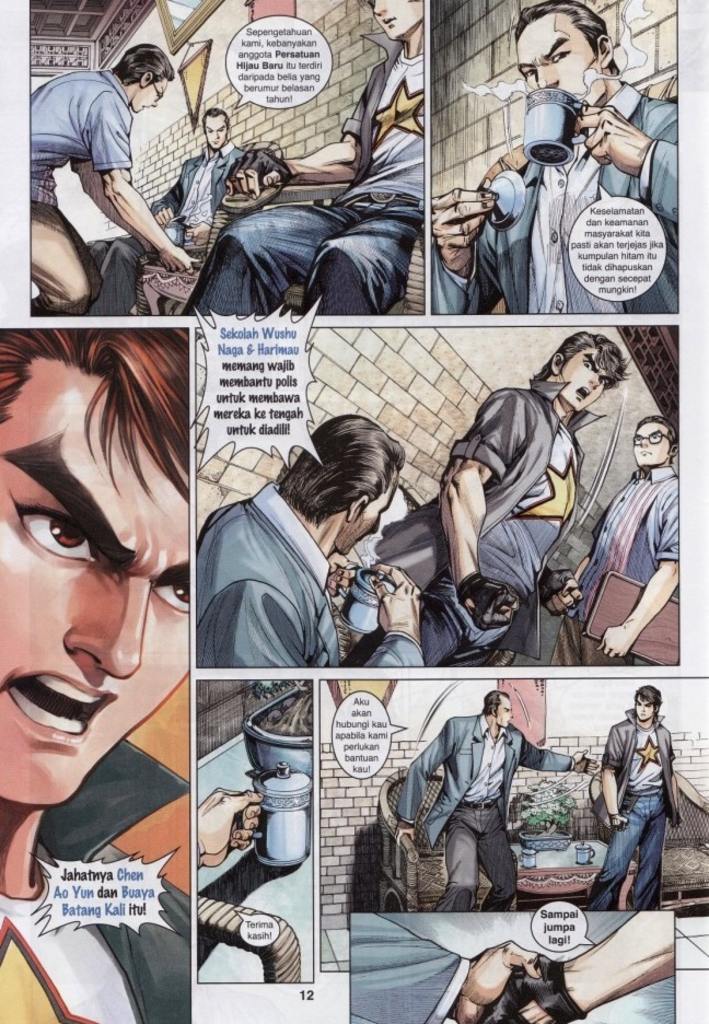 Sepengetahuan
kami, kebanyakan
anggota Persatuan
Hijau Baru itu terdiri
daripada belia yang
berumur belasan
tahun!
Keselamatan
dan keamanan
masyarakat kita
pasti akan terjejas jika
kumpulan hitam itu
tidak dihapuskan
dengan secepat
mungkin!
Sekolah Wushu
Naga & Harimau
memang wajib
membantu polis
untuk membawa
mereka ke tengah
untuk diadili!
Jahatnya Chen
Ao Yun dan Buaya
Batang Kali itu!
Terima
kasih!
Aku
akan
hubungi kau
apabila kami
perlukan
bantuan
kau!
Sampai
jumpa
lagi!
12